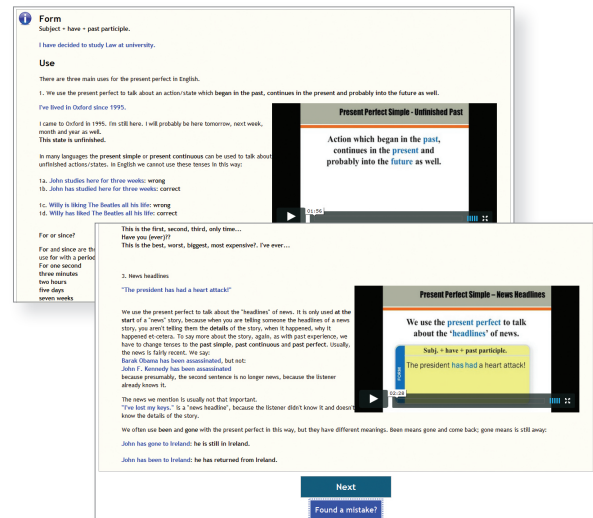 Form
Subject + have + past participle.
I have decided to study Law at university.
Use
There are three main uses for the present perfect in English.
1. We use the present perfect to talk about an action/state which began in the past, continues in the present and probably into the future as well.
I've lived in Oxford since 1995.
I came to Oxford in 1995. I'm still here. I will probably be here tomorrow, next week,
month and year as well.
This state is unfinished.
In many languages the present simple or present continuous can be used to talk about
unfinished actions/states. In English we cannot use these tenses in this way:
1a. John studies here for three weeks: wrong
1b. John has studied here for three weeks: correct
1c. Willy is liking The Beatles all his life: wrong
1d. Willy has liked The Beatles all his life: correct
For or since?
For and since are the
use for with a period
For one second
three minutes
two hours
five days
seven weeks
Present Perfect Simple - Unfinished Past
Action which began in the past,
continues in the present and
probably into the future as well.
01:56
This is the first, second, third, only time...
Have you (ever)??
This is the best, worst, biggest, most expensive?. I've ever...
3. News headlines
"The president has had a heart attack!"
We use the present perfect to talk about the "headlines" of news. It is only used at the
start of a "news" story, because when you are telling someone the headlines of a news
story, you aren't telling them the details of the story, when it happened, why it
happened et-cetera. To say more about the story, again, as with past experience, we
have to change tenses to the past simple, past continuous and past perfect. Usually,
the news is fairly recent. We say:
Barak Obama has been assassinated, but not:
John F. Kennedy has been assassinated
because presumably, the second sentence is no longer news, because the listener
already knows it.
The news we mention is usually not that important.
"I've lost my keys." is a "news headline", because the listener didn't know it and doesn't
know the details of the story.
We often use been and gone with the present perfect in this way, but they have different meanings. Been means gone and come back; gone means is still away:
John has gone to Ireland: he is still in Ireland.
John has been to Ireland: he has returned from Ireland.
Present Perfect Simple – News Headlines
We use the present perfect to talk
about the 'headlines' of news.
Subj. + have + past participle.
FORM
The president has had a heart attack!
02:28
Next
Found a mistake?